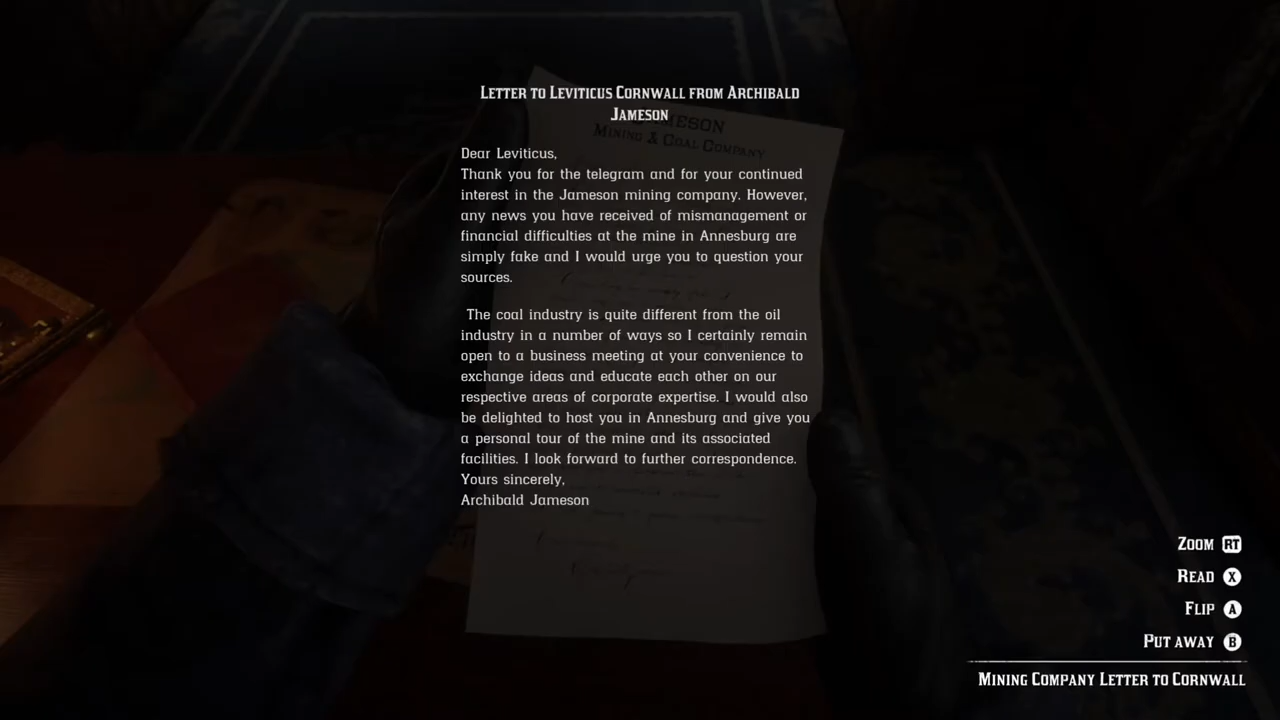 LETTER TO LEVITICUS CORNWALL FROM ARCHIBALD
JAMESON
JAMESON
MINING & COAL COMPANY
Dear Leviticus,
Thank you for the telegram and for your continued
interest in the Jameson mining company. However,
any news you have received of mismanagement or
financial difficulties at the mine in Annesburg are
simply fake and I would urge you to question your
sources.
The coal industry is quite different from the oil
industry in a number of ways so I certainly remain
open to a business meeting at your convenience to
exchange ideas and educate each other on our
respective areas of corporate expertise. I would also
be delighted to host you in Annesburg and give you
a personal tour of the mine and its associated
facilities. I look forward to further correspondence.
Yours sincerely,
Archibald Jameson
ZOOM RT
READ X
FLIP A
PUT AWAY B
MINING COMPANY LETTER TO CORNWALL